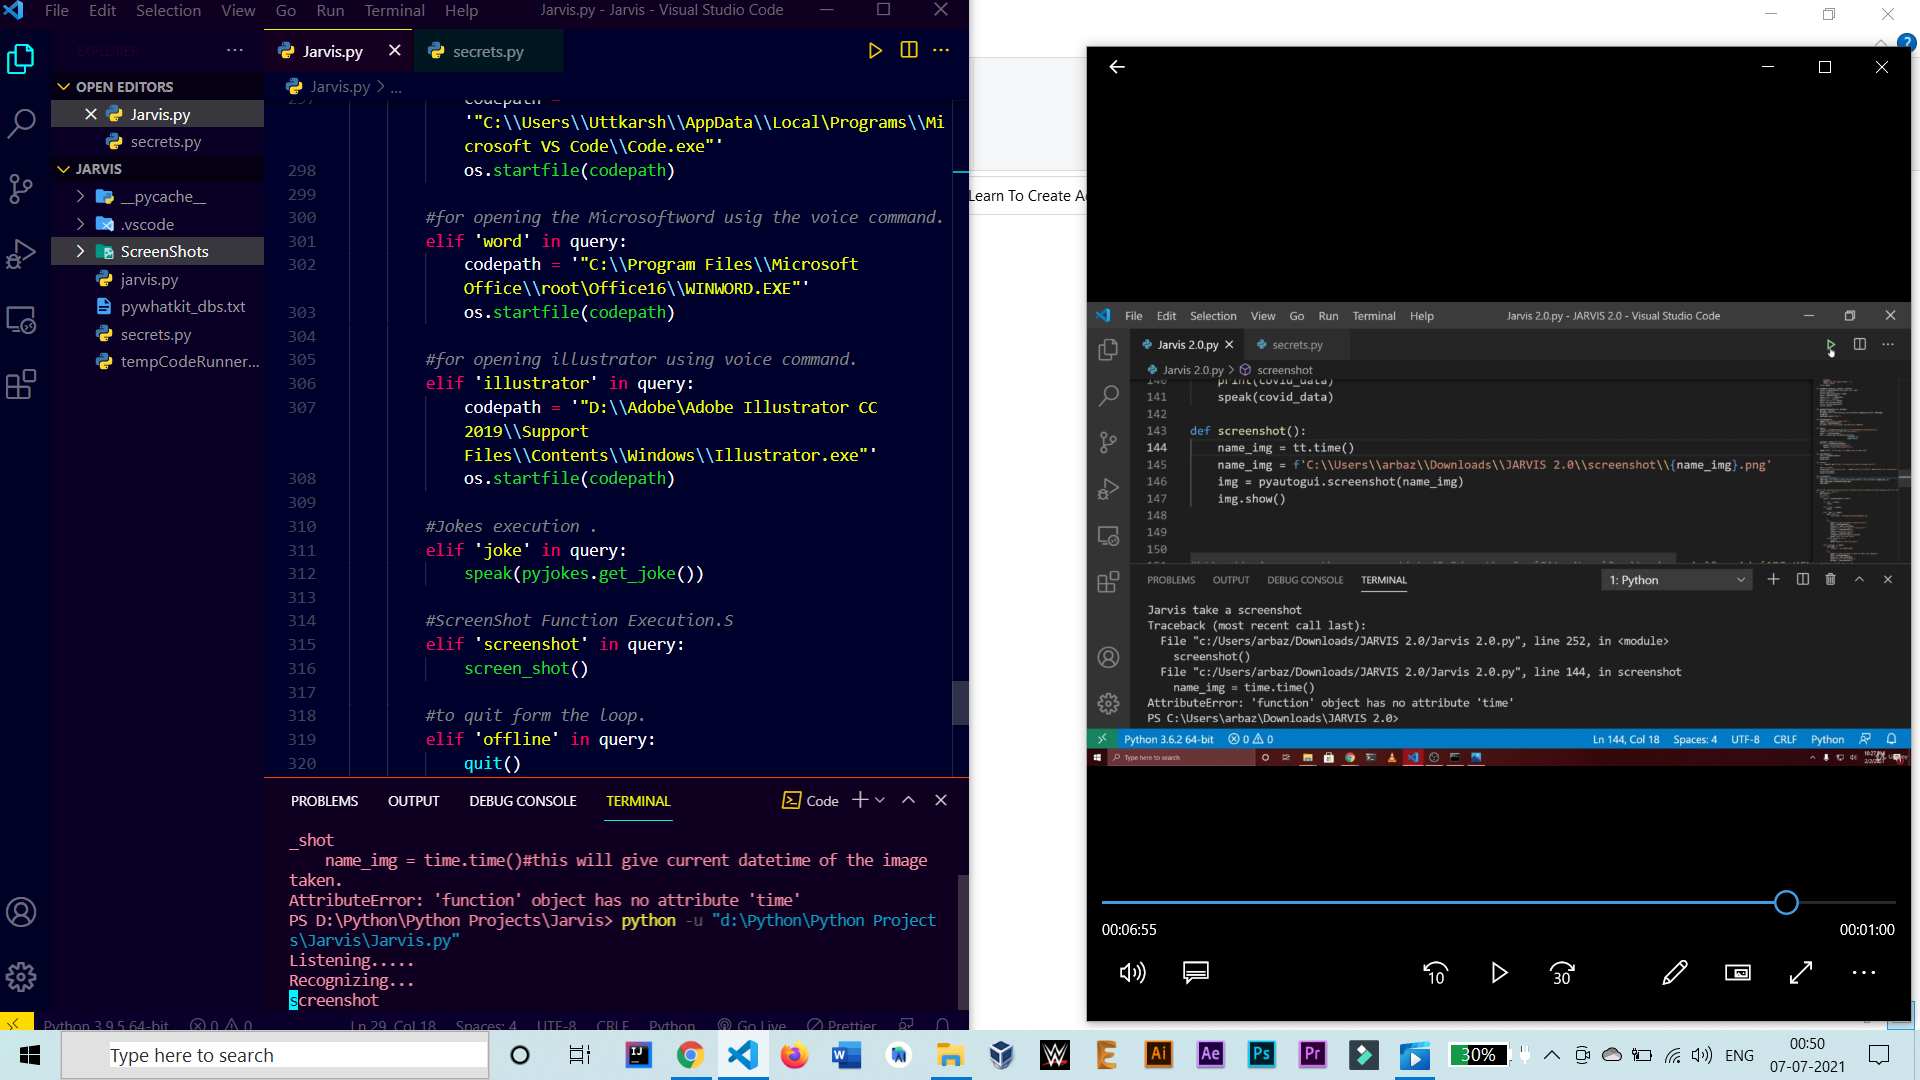 File Edit Selection View Go Run Terminal Help
Jarvis.py - Jarvis - Visual Studio Code
EXPLORER
Jarvis.py
secrets.py
Jarvis.py > ...
OPEN EDITORS
Jarvis.py
secrets.py
JARVIS
__pycache__
.vscode
ScreenShots
jarvis.py
pywhatkit_dbs.txt
secrets.py
tempCodeRunner...
297 codepath =
'"C:\\Users\\Uttkarsh\\AppData\\Local\Programs\\Mi
crosoft VS Code\\Code.exe"'
298 os.startfile(codepath)
299
300 #for opening the Microsoftword usig the voice command.
301 elif 'word' in query:
302 codepath = '"C:\\Program Files\\Microsoft
Office\\root\Office16\\WINWORD.EXE"'
303 os.startfile(codepath)
304
305 #for opening illustrator using voice command.
306 elif 'illustrator' in query:
307 codepath = '"D:\\Adobe\Adobe Illustrator CC
2019\\Support
Files\\Contents\\Windows\\Illustrator.exe"'
308 os.startfile(codepath)
309
310 #Jokes execution .
311 elif 'joke' in query:
312 speak(pyjokes.get_joke())
313
314 #ScreenShot Function Execution.S
315 elif 'screenshot' in query:
316 screen_shot()
317
318 #to quit form the loop.
319 elif 'offline' in query:
320 quit()
PROBLEMS OUTPUT DEBUG CONSOLE TERMINAL
Code
_shot
name_img = time.time()#this will give current datetime of the image
taken.
AttributeError: 'function' object has no attribute 'time'
PS D:\Python\Python Projects\Jarvis> python -u "d:\Python\Python Project
s\Jarvis\Jarvis.py"
Listening.....
Recognizing...
screenshot
Python 3.9.5 64-bit 0 0 Ln 29, Col 18 Spaces: 4 UTF-8 CRLF Python Go Live Prettier
Learn To Create A
File Edit Selection View Go Run Terminal Help
Jarvis 2.0.py - JARVIS 2.0 - Visual Studio Code
Jarvis 2.0.py
secrets.py
Jarvis 2.0.py > screenshot
140 print(covid_data)
141 speak(covid_data)
142
143 def screenshot():
144 name_img = tt.time()
145 name_img = f'C:\\Users\\arbaz\\Downloads\\JARVIS 2.0\\screenshot\\{name_img}.png'
146 img = pyautogui.screenshot(name_img)
147 img.show()
148
149
150
PROBLEMS OUTPUT DEBUG CONSOLE TERMINAL
1: Python
Jarvis take a screenshot
Traceback (most recent call last):
File "c:/Users/arbaz/Downloads/JARVIS 2.0/Jarvis 2.0.py", line 252, in <module>
screenshot()
File "c:/Users/arbaz/Downloads/JARVIS 2.0/Jarvis 2.0.py", line 144, in screenshot
name_img = time.time()
AttributeError: 'function' object has no attribute 'time'
PS C:\Users\arbaz\Downloads\JARVIS 2.0>
Python 3.6.2 64-bit 0 0 Ln 144, Col 18 Spaces: 4 UTF-8 CRLF Python
Type here to search
00:06:55
00:01:00
10
30
Type here to search
30%
ENG
00:50
07-07-2021